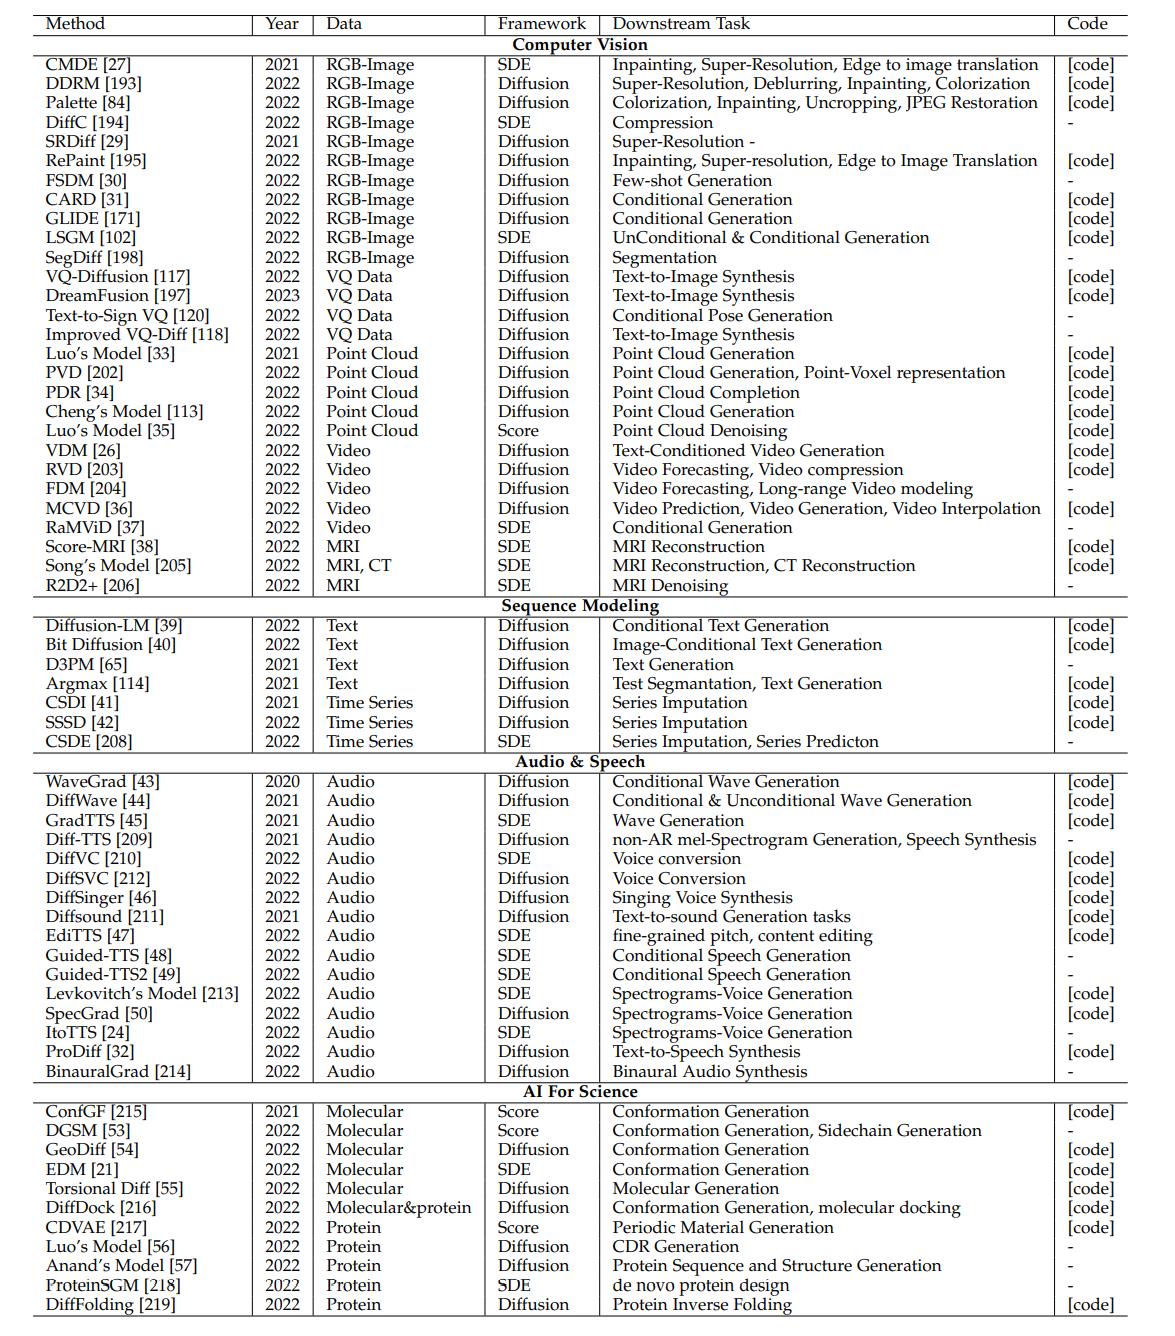 Method Year Data Framework Downstream Task Code
Computer Vision
CMDE [27] 2021 RGB-Image SDE Inpainting, Super-Resolution, Edge to image translation [code]
DDRM [193] 2022 RGB-Image Diffusion Super-Resolution, Deblurring, Inpainting, Colorization [code]
Palette [84] 2022 RGB-Image Diffusion Colorization, Inpainting, Uncropping, JPEG Restoration [code]
DiffC [194] 2022 RGB-Image SDE Compression -
SRDiff [29] 2021 RGB-Image Diffusion Super-Resolution -
RePaint [195] 2022 RGB-Image Diffusion Inpainting, Super-resolution, Edge to Image Translation [code]
FSDM [30] 2022 RGB-Image Diffusion Few-shot Generation -
CARD [31] 2022 RGB-Image Diffusion Conditional Generation [code]
GLIDE [171] 2022 RGB-Image Diffusion Conditional Generation [code]
LSGM [102] 2022 RGB-Image SDE UnConditional & Conditional Generation [code]
SegDiff [198] 2022 RGB-Image Diffusion Segmentation -
VQ-Diffusion [117] 2022 VQ Data Diffusion Text-to-Image Synthesis [code]
DreamFusion [197] 2023 VQ Data Diffusion Text-to-Image Synthesis [code]
Text-to-Sign VQ [120] 2022 VQ Data Diffusion Conditional Pose Generation -
Improved VQ-Diff [118] 2022 VQ Data Diffusion Text-to-Image Synthesis -
Luo's Model [33] 2021 Point Cloud Diffusion Point Cloud Generation [code]
PVD [202] 2022 Point Cloud Diffusion Point Cloud Generation, Point-Voxel representation [code]
PDR [34] 2022 Point Cloud Diffusion Point Cloud Completion [code]
Cheng's Model [113] 2022 Point Cloud Diffusion Point Cloud Generation [code]
Luo's Model [35] 2022 Point Cloud Score Point Cloud Denoising [code]
VDM [26] 2022 Video Diffusion Text-Conditioned Video Generation [code]
RVD [203] 2022 Video Diffusion Video Forecasting, Video compression [code]
FDM [204] 2022 Video Diffusion Video Forecasting, Long-range Video modeling -
MCVD [36] 2022 Video Diffusion Video Prediction, Video Generation, Video Interpolation [code]
RaMViD [37] 2022 Video SDE Conditional Generation -
Score-MRI [38] 2022 MRI SDE MRI Reconstruction [code]
Song's Model [205] 2022 MRI, CT SDE MRI Reconstruction, CT Reconstruction [code]
R2D2+ [206] 2022 MRI SDE MRI Denoising -
Sequence Modeling
Diffusion-LM [39] 2022 Text Diffusion Conditional Text Generation [code]
Bit Diffusion [40] 2022 Text Diffusion Image-Conditional Text Generation [code]
D3PM [65] 2021 Text Diffusion Text Generation -
Argmax [114] 2021 Text Diffusion Test Segmantation, Text Generation [code]
CSDI [41] 2021 Time Series Diffusion Series Imputation [code]
SSSD [42] 2022 Time Series Diffusion Series Imputation [code]
CSDE [208] 2022 Time Series SDE Series Imputation, Series Predicton -
Audio & Speech
WaveGrad [43] 2020 Audio Diffusion Conditional Wave Generation [code]
DiffWave [44] 2021 Audio Diffusion Conditional & Unconditional Wave Generation [code]
GradTTS [45] 2021 Audio SDE Wave Generation [code]
Diff-TTS [209] 2021 Audio Diffusion non-AR mel-Spectrogram Generation, Speech Synthesis -
DiffVC [210] 2022 Audio SDE Voice conversion [code]
DiffSVC [212] 2022 Audio Diffusion Voice Conversion [code]
DiffSinger [46] 2022 Audio Diffusion Singing Voice Synthesis [code]
Diffsound [211] 2021 Audio Diffusion Text-to-sound Generation tasks [code]
EdiTTS [47] 2022 Audio SDE fine-grained pitch, content editing [code]
Guided-TTS [48] 2022 Audio SDE Conditional Speech Generation -
Guided-TTS2 [49] 2022 Audio SDE Conditional Speech Generation -
Levkovitch's Model [213] 2022 Audio SDE Spectrograms-Voice Generation [code]
SpecGrad [50] 2022 Audio Diffusion Spectrograms-Voice Generation [code]
ItoTTS [24] 2022 Audio SDE Spectrograms-Voice Generation -
ProDiff [32] 2022 Audio Diffusion Text-to-Speech Synthesis [code]
BinauralGrad [214] 2022 Audio Diffusion Binaural Audio Synthesis -
AI For Science
ConfGF [215] 2021 Molecular Score Conformation Generation [code]
DGSM [53] 2022 Molecular Score Conformation Generation, Sidechain Generation -
GeoDiff [54] 2022 Molecular Diffusion Conformation Generation [code]
EDM [21] 2022 Molecular SDE Conformation Generation [code]
Torsional Diff [55] 2022 Molecular Diffusion Molecular Generation [code]
DiffDock [216] 2022 Molecular&protein Diffusion Conformation Generation, molecular docking [code]
CDVAE [217] 2022 Protein Score Periodic Material Generation [code]
Luo's Model [56] 2022 Protein Diffusion CDR Generation -
Anand's Model [57] 2022 Protein Diffusion Protein Sequence and Structure Generation -
ProteinSGM [218] 2022 Protein SDE de novo protein design -
DiffFolding [219] 2022 Protein Diffusion Protein Inverse Folding [code]